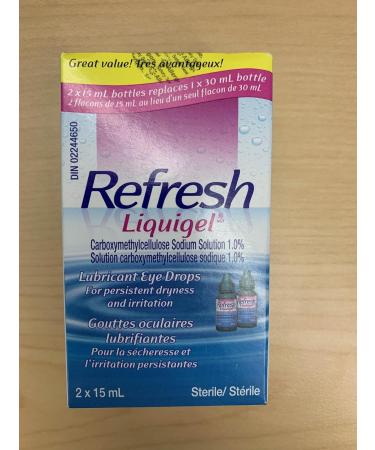 Great value! Très avantageux!
2 x 15 mL bottles replaces 1 x 30 mL bottle
2 flacons de 15 mL au lieu d'un seul flacon de 30 mL
DIN 02244650
Refresh
Liquigel
Carboxymethylcellulose Sodium Solution 1.0%
Solution carboxymethylcellulose sodique 1.0%
Lubricant Eye Drops
For persistent dryness
and irritation
Gouttes oculaires
lubrifiantes
Pour la sécheresse et
l'irritation persistantes
2 x 15 mL
Sterile/ Stérile